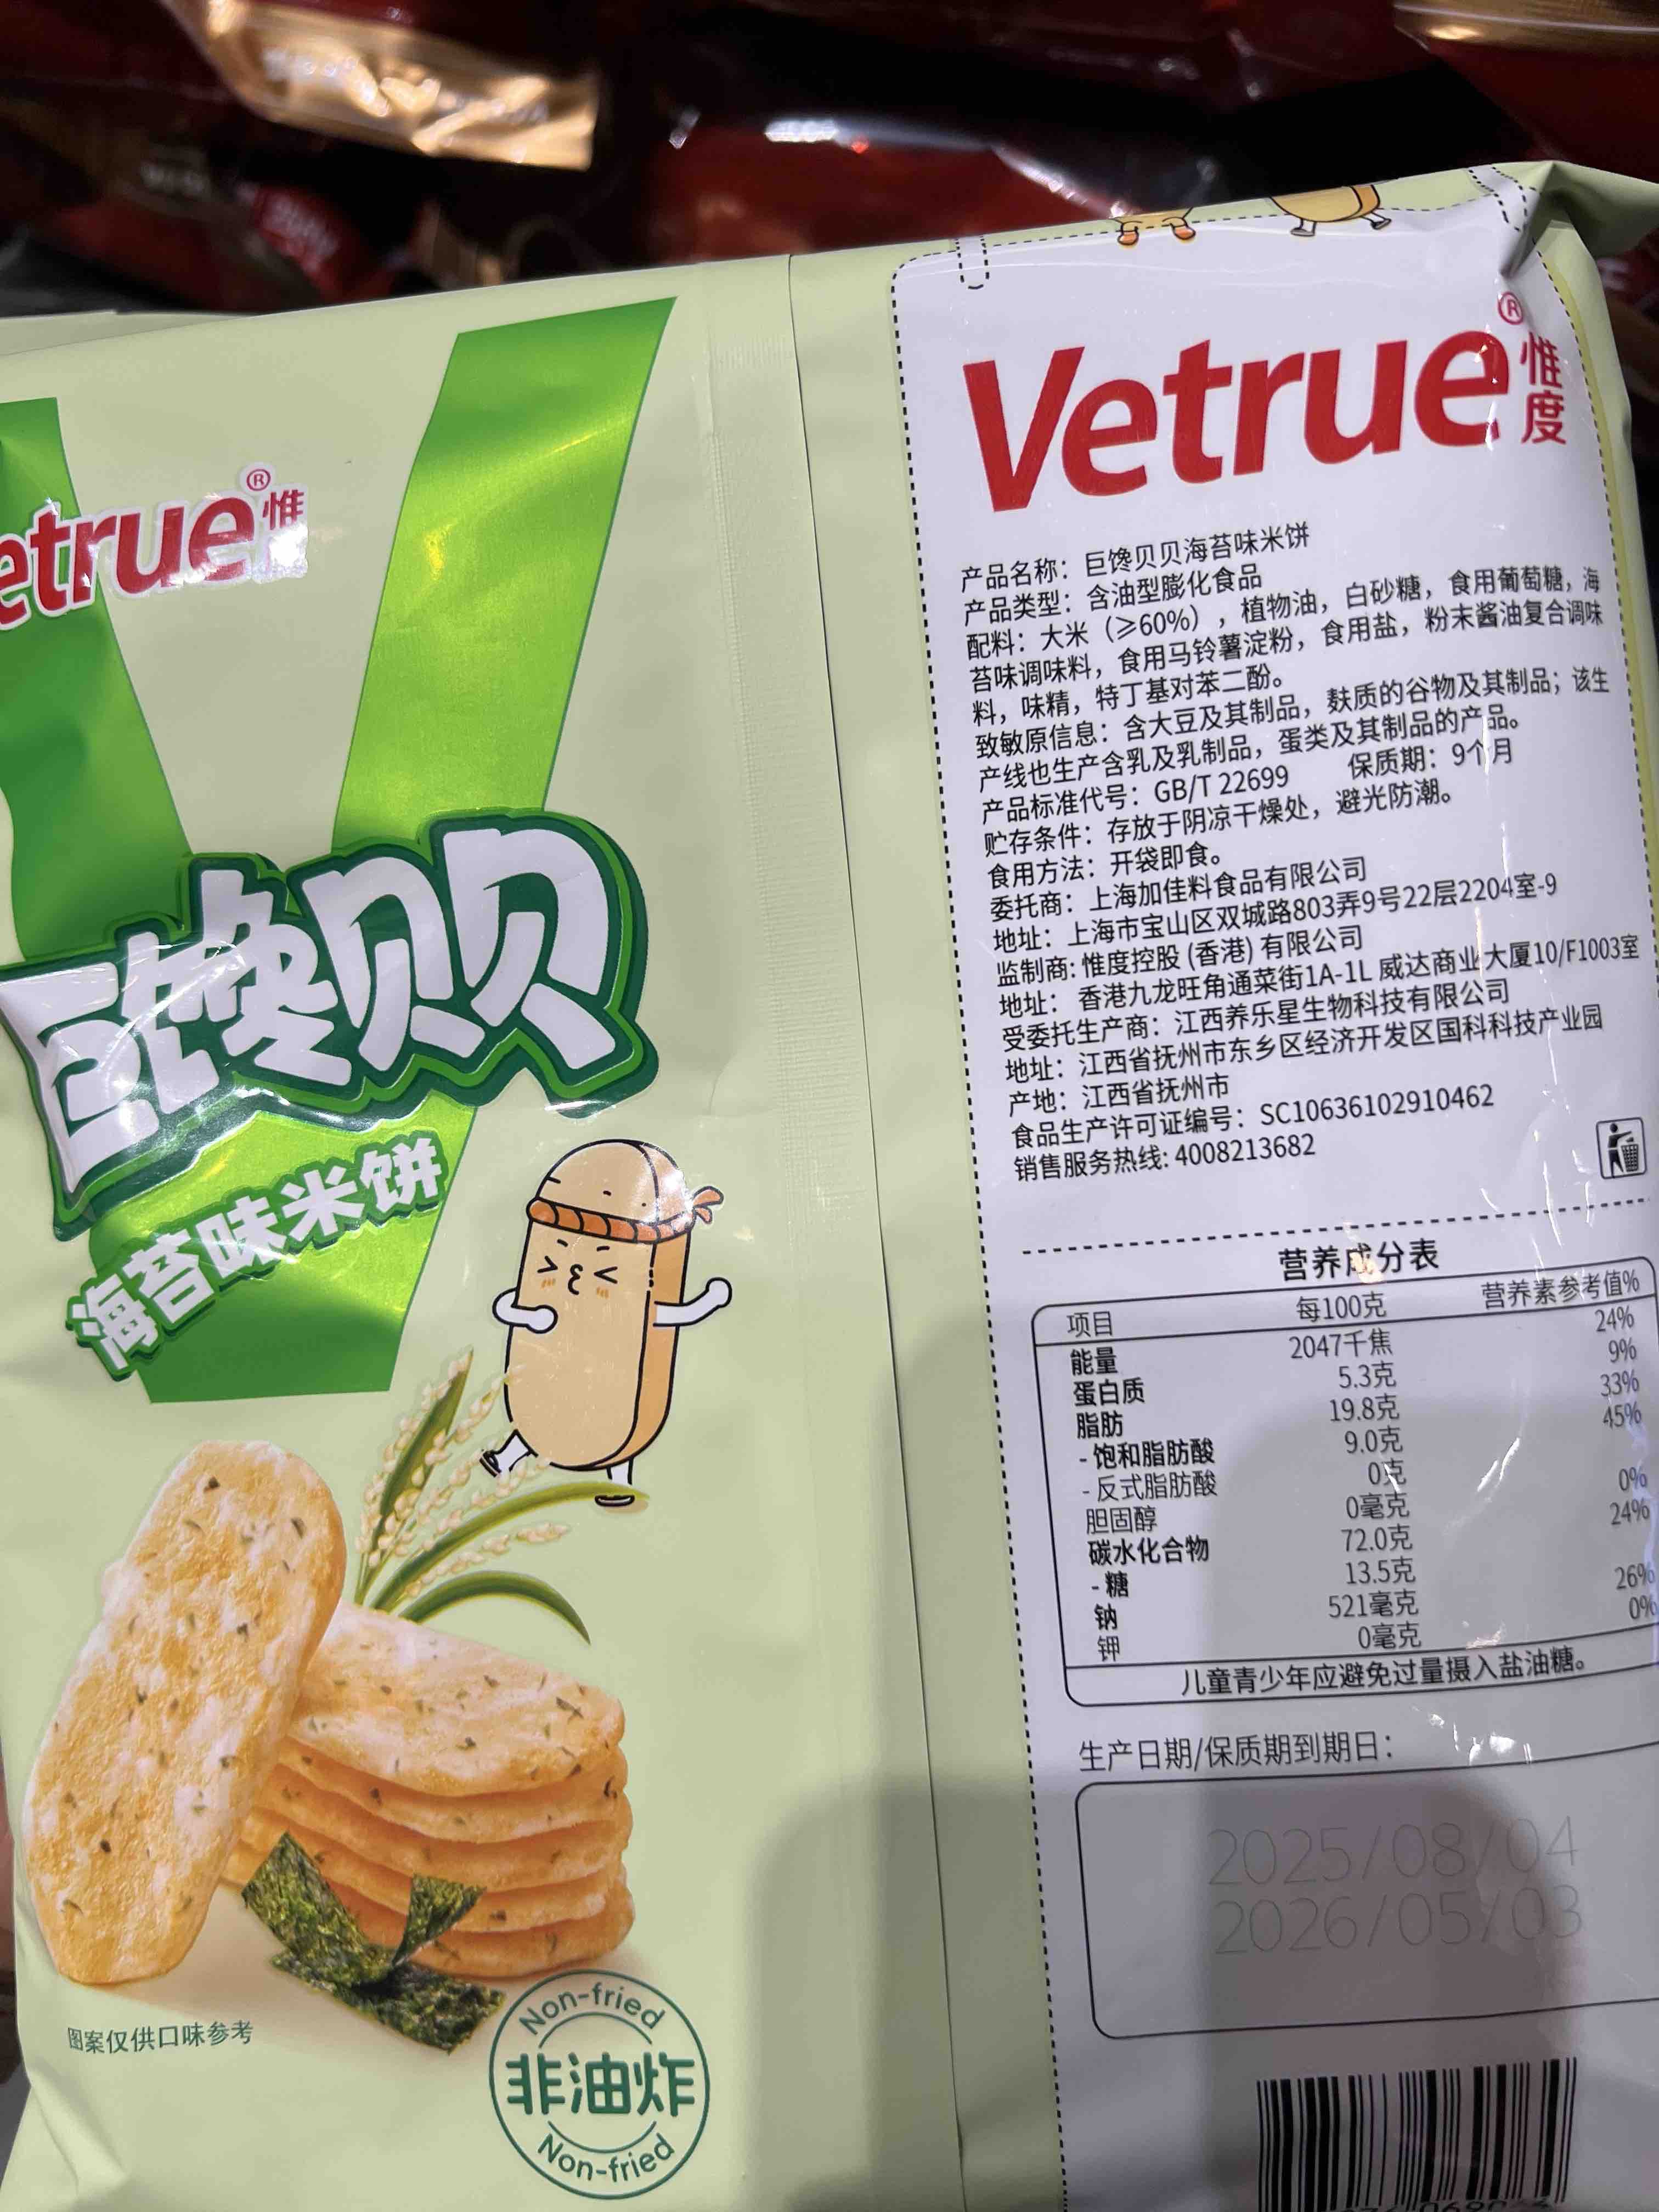 etrue®惟
巨馋贝贝
海苔味米饼
图案仅供口味参考
Non-fried
非油炸
Non-fried
Vetrue®惟度
产品名称：巨馋贝贝海苔味米饼
产品类型：含油型膨化食品
配料：大米（≥60%），植物油，白砂糖，食用葡萄糖，海
苔味调味料，食用马铃薯淀粉，食用盐，粉末酱油复合调味
料，味精，特丁基对苯二酚。
致敏原信息：含大豆及其制品，麸质的谷物及其制品；该生
产线也生产含乳及乳制品，蛋类及其制品的产品。
产品标准代号：GB/T 22699 保质期：9个月
贮存条件：存放于阴凉干燥处，避光防潮。
食用方法：开袋即食。
委托商：上海加佳料食品有限公司
地址：上海市宝山区双城路803弄9号22层2204室-9
监制商:惟度控股(香港)有限公司
地址：香港九龙旺角通菜街1A-1L 威达商业大厦10/F1003室
受委托生产商：江西养乐星生物科技有限公司
地址：江西省抚州市东乡区经济开发区国科科技产业园
产地：江西省抚州市
食品生产许可证编号：SC10636102910462
销售服务热线:4008213682
营养成分表
项目 每100克 营养素参考值%
能量 2047千焦 24%
蛋白质 5.3克 9%
脂肪 19.8克 33%
-饱和脂肪酸 9.0克 45%
-反式脂肪酸 0克
胆固醇 0毫克 0%
碳水化合物 72.0克 24%
-糖 13.5克
钠 521毫克 26%
钾 0毫克 0%
儿童青少年应避免过量摄入盐油糖。
生产日期/保质期到期日：
2025/08/04
2026/05/03